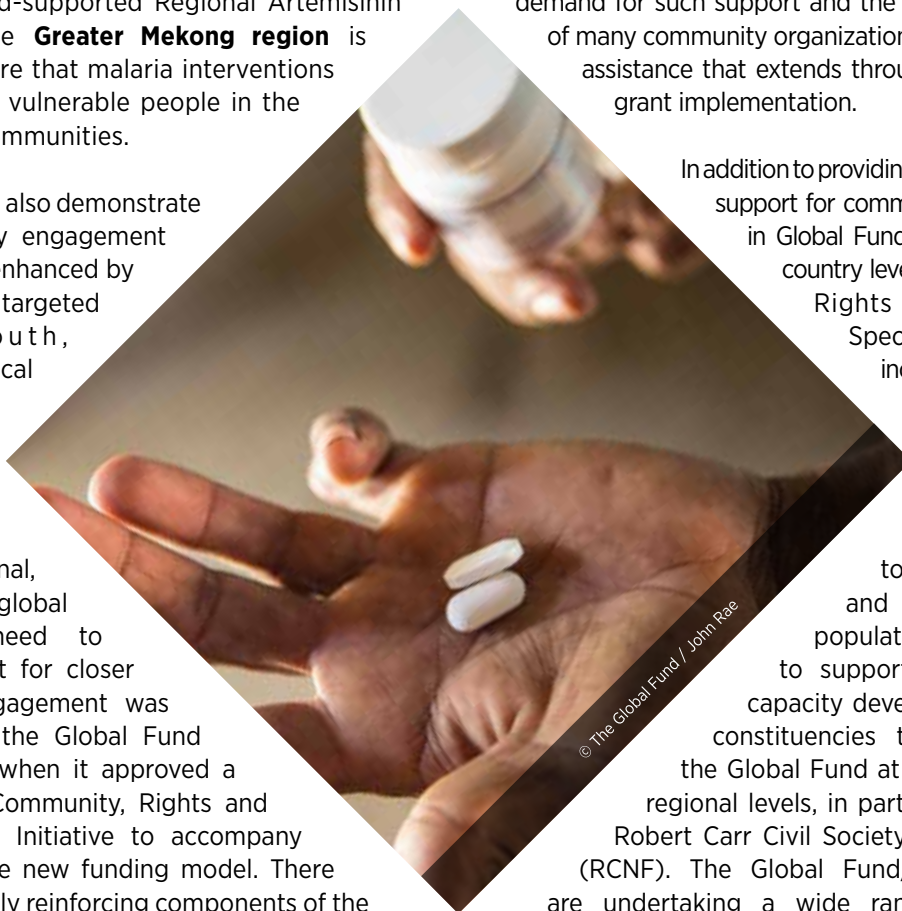 d-supported Regional Artemisinin
e Greater Mekong region is
re that malaria interventions
vulnerable people in the
mmunities.
also demonstrate
y engagement
enhanced by
targeted
outh,
cal
nal,
global
need to
t for closer
gagement was
the Global Fund
when it approved a
Community, Rights and
Initiative to accompany
e new funding model. There
ly reinforcing components of the
© The Global Fund / John Rae
demand for such support and the
of many community organization
assistance that extends throu
grant implementation.
In addition to providin
support for comm
in Global Fund
country leve
Rights
Spec
inc
to
and
populat
to support
capacity deve
constituencies t
the Global Fund at
regional levels, in part
Robert Carr Civil Society
(RCNF). The Global Fund,
are undertaking a wide ran